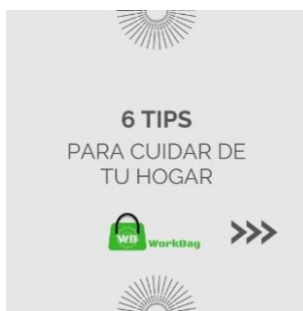 6 TIPS
PARA CUIDAR DE
TU HOGAR
WB WorkBag
>>>